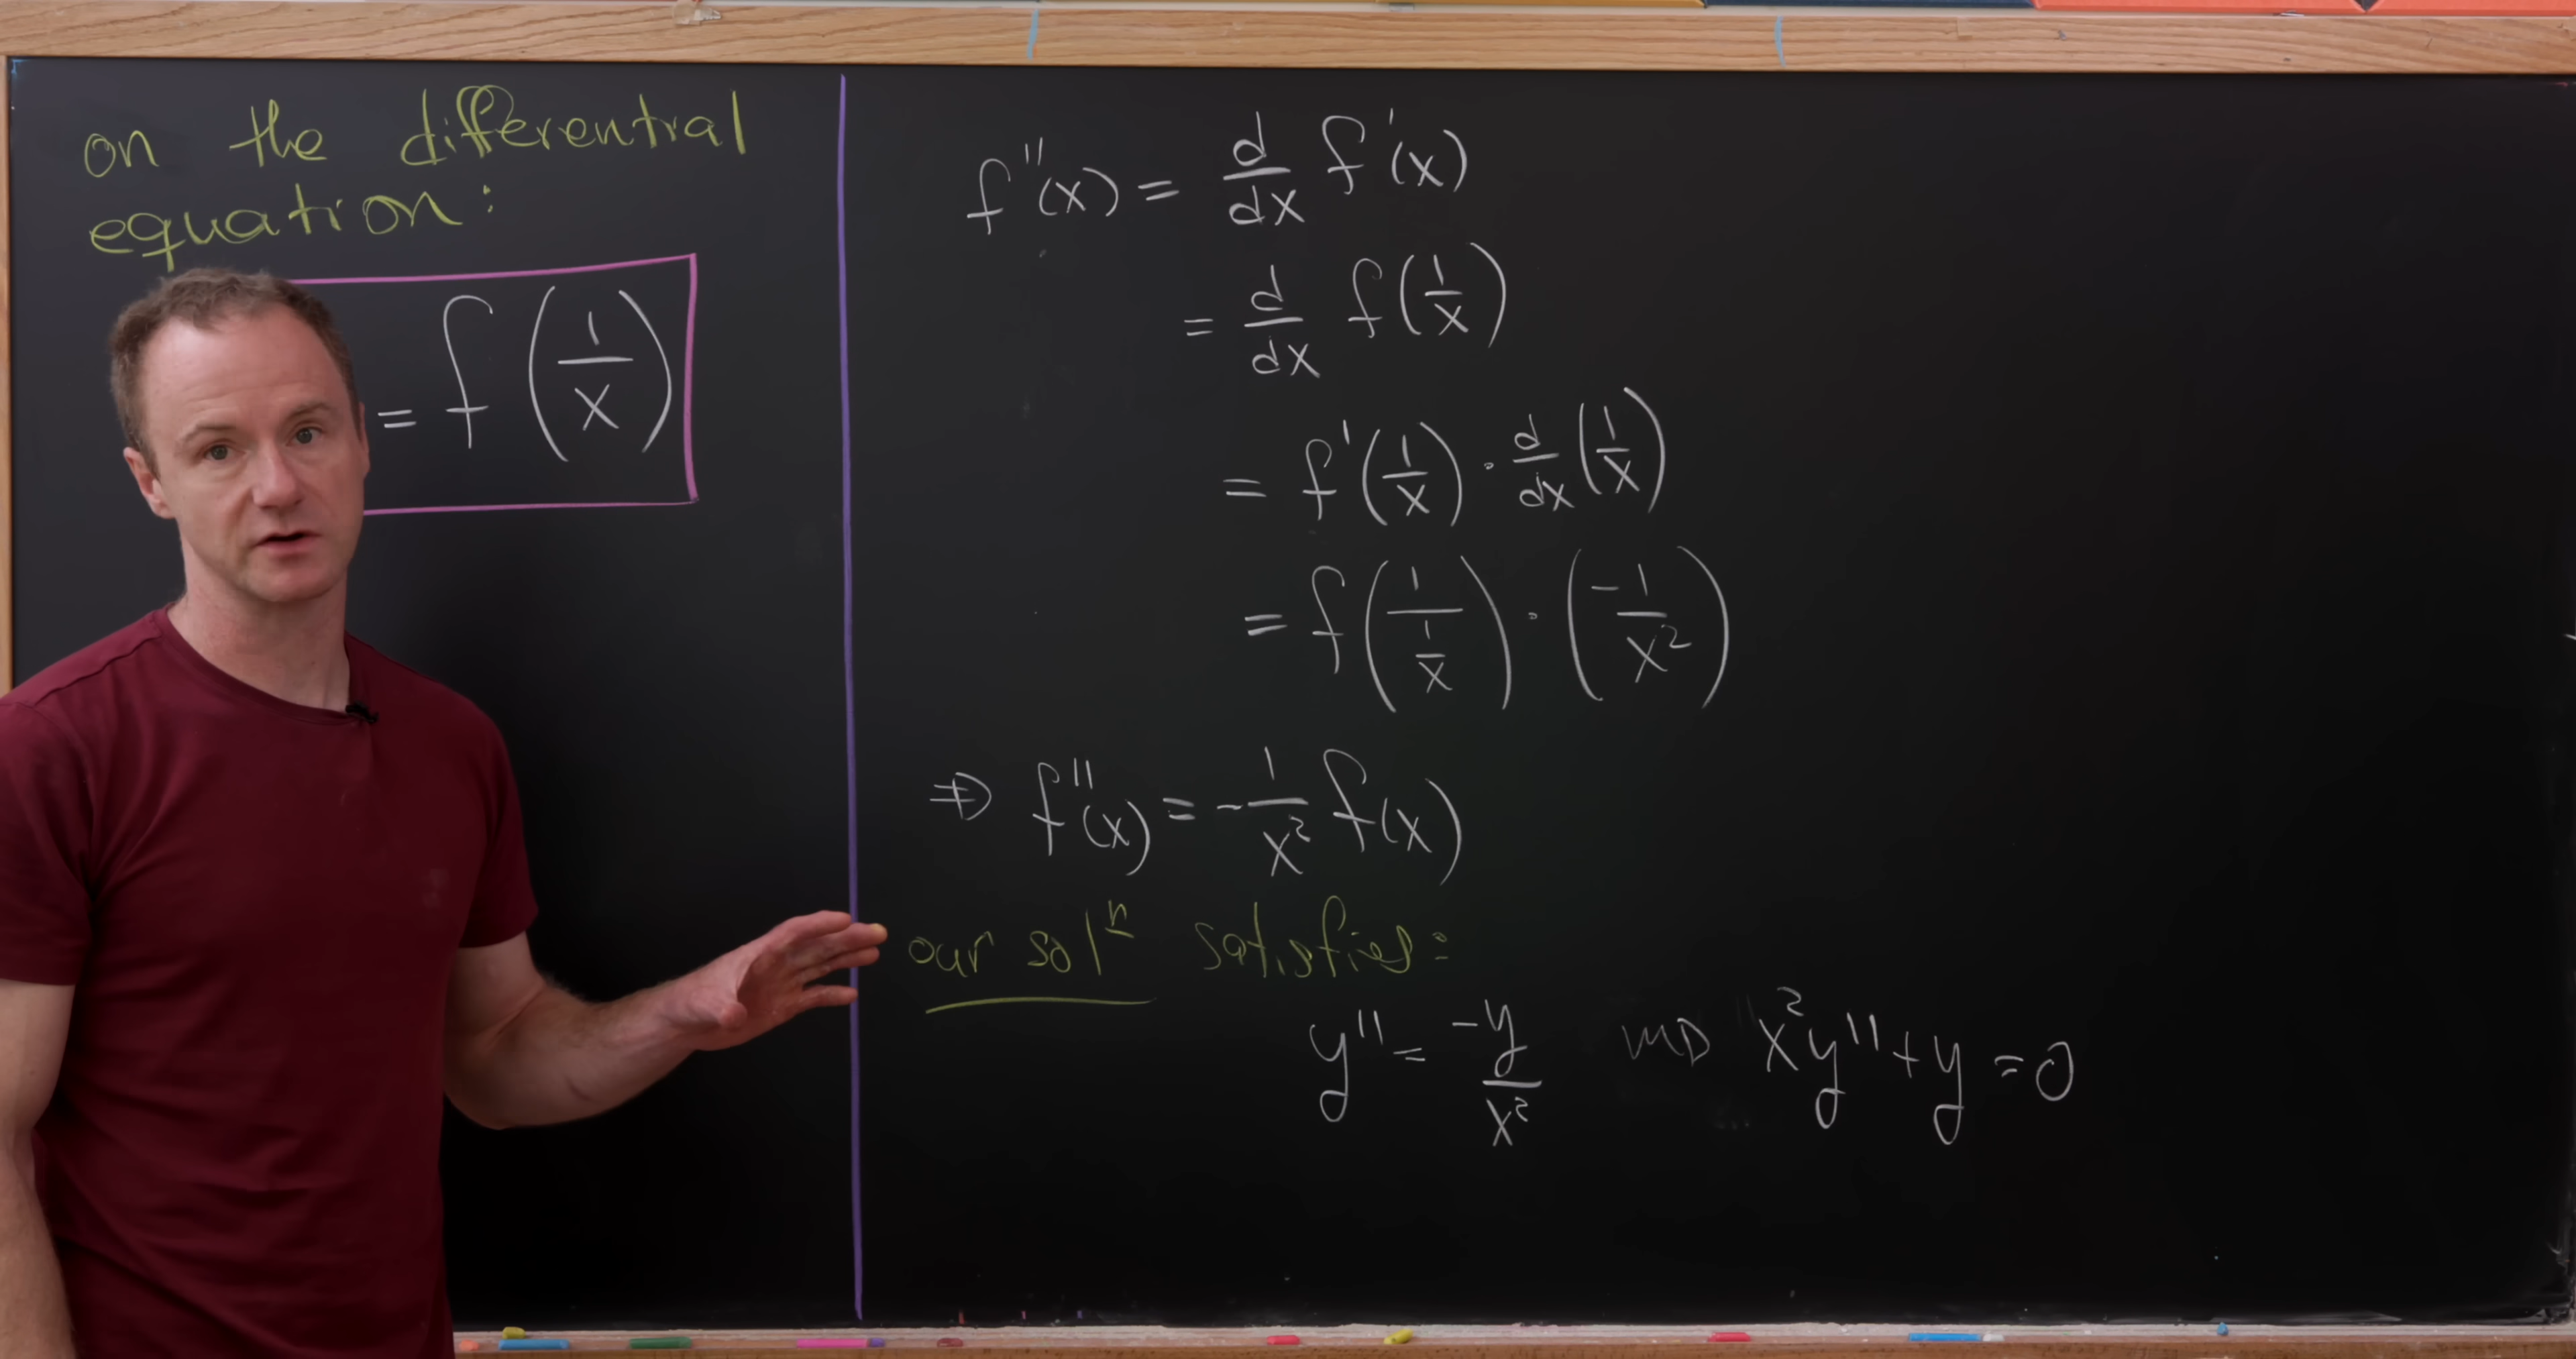 on the differential
equation:
= f(1/x)
f''(x) = d/dx f'(x)
= d/dx f(1/x)
= f'(1/x) · d/dx (1/x)
= f(1/(1/x)) · (-1/x²)
⇒ f''(x) = -1/x² f(x)
our solⁿ satisfies:
y'' = -y/x² ⇝ x²y'' + y = 0